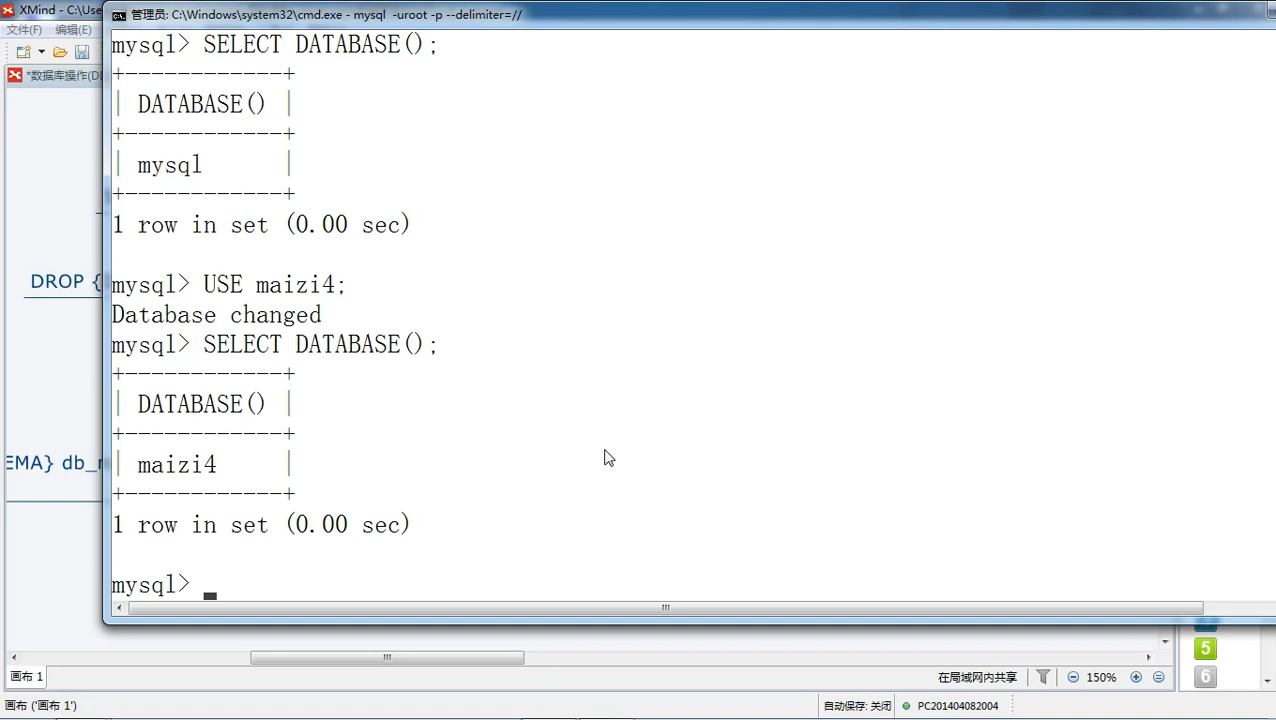 XMind - C:\Use
管理员: C:\Windows\system32\cmd.exe - mysql -uroot -p --delimiter=//
文件(F) 编辑(E)
*数据库操作(DD
mysql> SELECT DATABASE();
+------------+
| DATABASE() |
+------------+
| mysql      |
+------------+
1 row in set (0.00 sec)
DROP {
mysql> USE maizi4;
Database changed
mysql> SELECT DATABASE();
+------------+
| DATABASE() |
+------------+
| maizi4     |
+------------+
EMA} db_n
1 row in set (0.00 sec)
mysql>
5
画布 1
在局域网内共享
150%
6
画布 ('画布 1')
自动保存: 关闭
PC201404082004